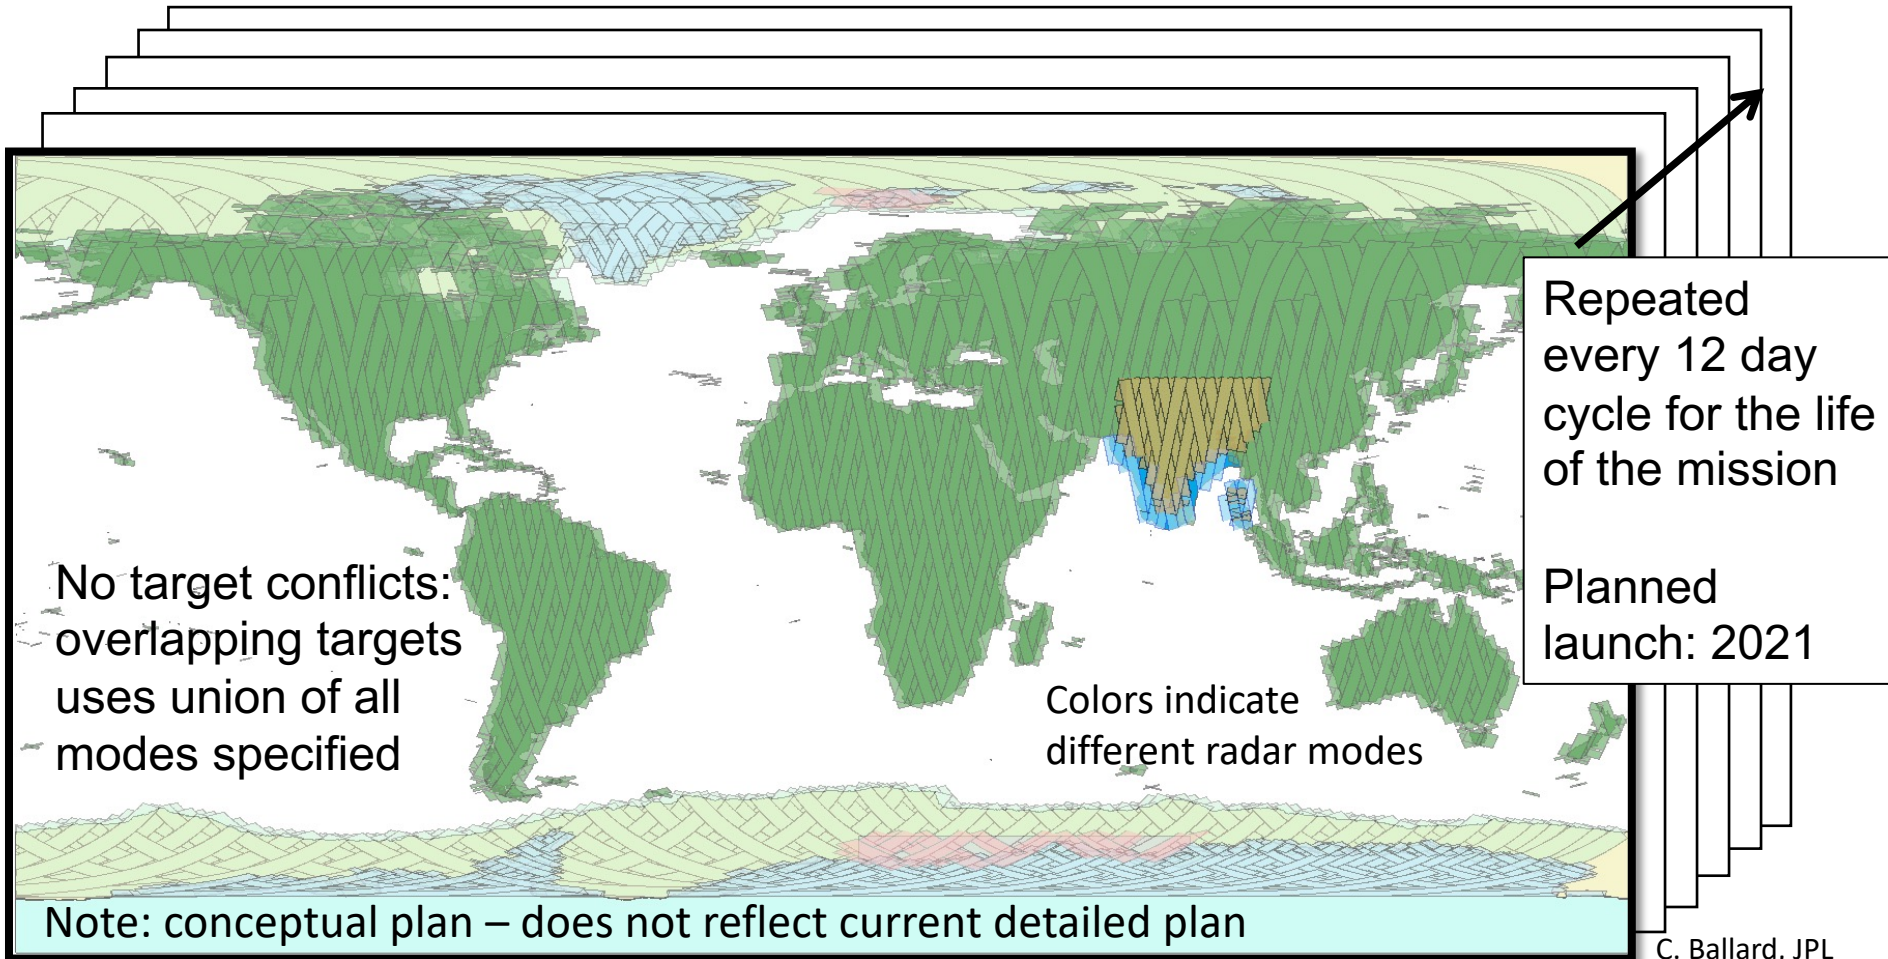 Repeated
every 12 day
cycle for the life
of the mission
Planned
launch: 2021
No target conflicts:
overlapping targets
uses union of all
modes specified
Colors indicate
different radar modes
Note: conceptual plan – does not reflect current detailed plan
C. Ballard, JPL